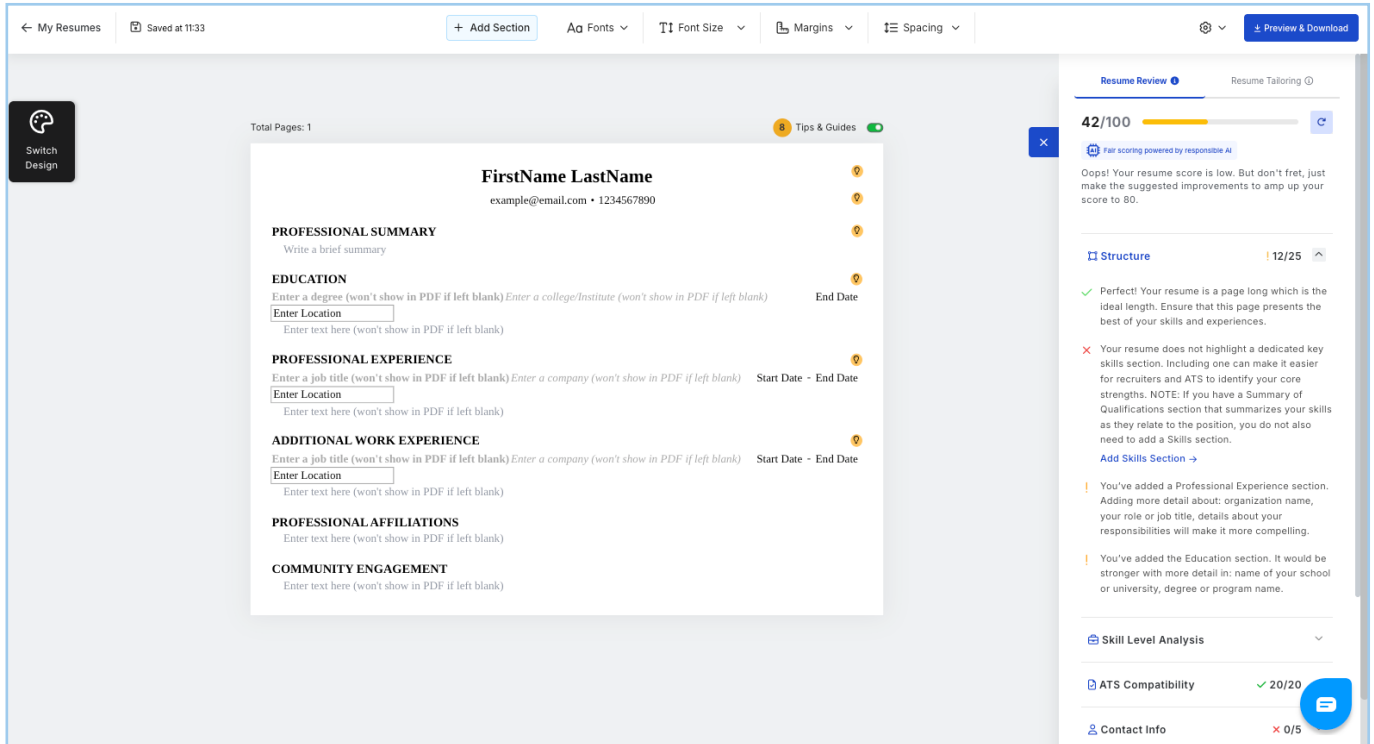 My Resumes
Saved at 11:33
+ Add Section
Aa Fonts
Font Size
Margins
Spacing
Preview & Download
Switch
Design
Total Pages: 1
8 Tips & Guides
FirstName LastName
example@email.com • 1234567890
PROFESSIONAL SUMMARY
Write a brief summary
EDUCATION
Enter a degree (won't show in PDF if left blank) Enter a college/Institute (won't show in PDF if left blank) End Date
Enter Location
Enter text here (won't show in PDF if left blank)
PROFESSIONAL EXPERIENCE
Enter a job title (won't show in PDF if left blank) Enter a company (won't show in PDF if left blank) Start Date - End Date
Enter Location
Enter text here (won't show in PDF if left blank)
ADDITIONAL WORK EXPERIENCE
Enter a job title (won't show in PDF if left blank) Enter a company (won't show in PDF if left blank) Start Date - End Date
Enter Location
Enter text here (won't show in PDF if left blank)
PROFESSIONAL AFFILIATIONS
Enter text here (won't show in PDF if left blank)
COMMUNITY ENGAGEMENT
Enter text here (won't show in PDF if left blank)
Resume Review
Resume Tailoring
42/100
AI Fair scoring powered by responsible AI
Oops! Your resume score is low. But don't fret, just
make the suggested improvements to amp up your
score to 80.
Structure ! 12/25
Perfect! Your resume is a page long which is the
ideal length. Ensure that this page presents the
best of your skills and experiences.
Your resume does not highlight a dedicated key
skills section. Including one can make it easier
for recruiters and ATS to identify your core
strengths. NOTE: If you have a Summary of
Qualifications section that summarizes your skills
as they relate to the position, you do not also
need to add a Skills section.
Add Skills Section →
! You've added a Professional Experience section.
Adding more detail about: organization name,
your role or job title, details about your
responsibilities will make it more compelling.
! You've added the Education section. It would be
stronger with more detail in: name of your school
or university, degree or program name.
Skill Level Analysis
ATS Compatibility 20/20
Contact Info 0/5